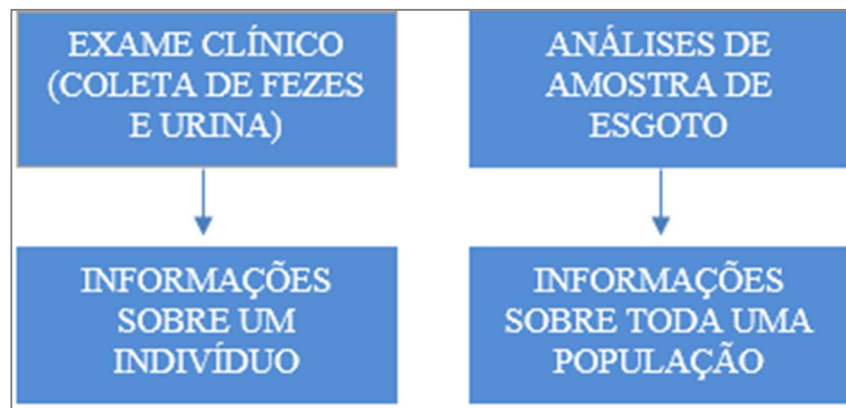 EXAME CLÍNICO
(COLETA DE FEZES
E URINA)
ANÁLISES DE
AMOSTRA DE
ESGOTO
INFORMAÇÕES
SOBRE UM
INDIVÍDUO
INFORMAÇÕES
SOBRE TODA UMA
POPULAÇÃO